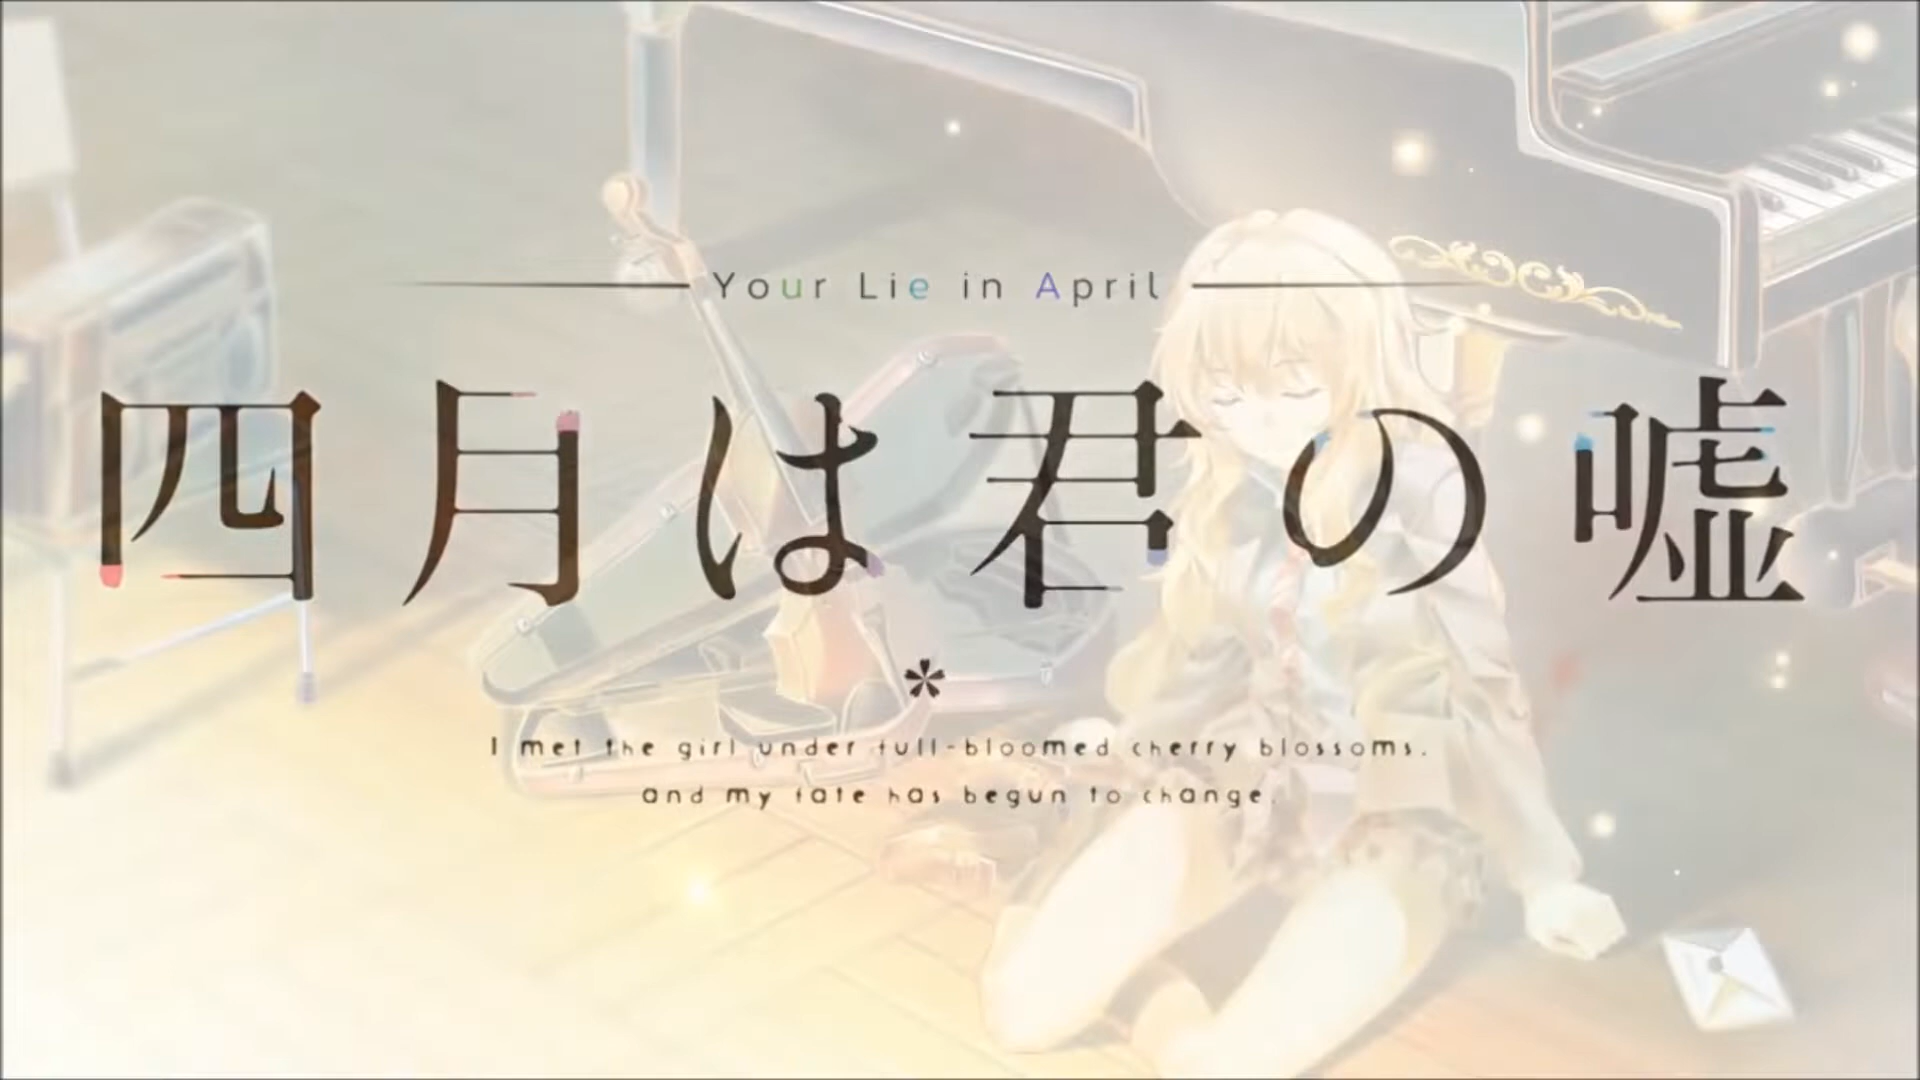 Your Lie in April
四月は君の嘘
*
I met the girl under full-bloomed cherry blossoms.
and my fate has begun to change.